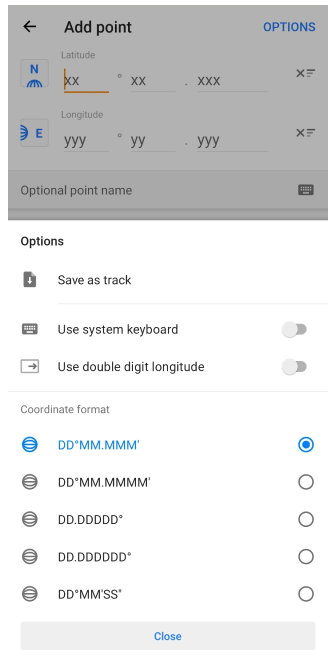 Add point
OPTIONS
Latitude
N
xx ° xx . xxx
Longitude
E
yyy ° yy . yyy
Optional point name
Options
Save as track
Use system keyboard
Use double digit longitude
Coordinate format
DD°MM.MMM'
DD°MM.MMMM'
DD.DDDDD°
DD.DDDDDD°
DD°MM'SS"
Close